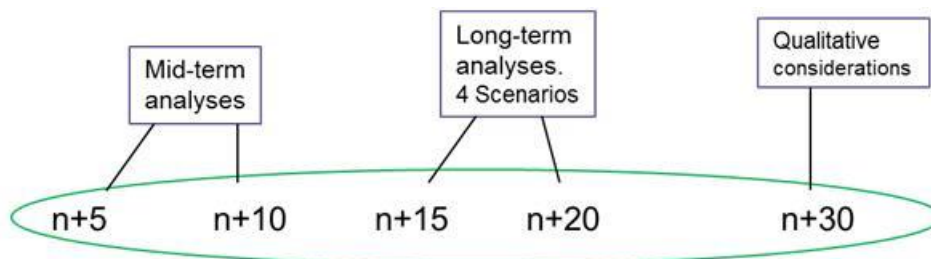 Mid-term
analyses
Long-term
analyses.
4 Scenarios
Qualitative
considerations
n+5
n+10
n+15
n+20
n+30